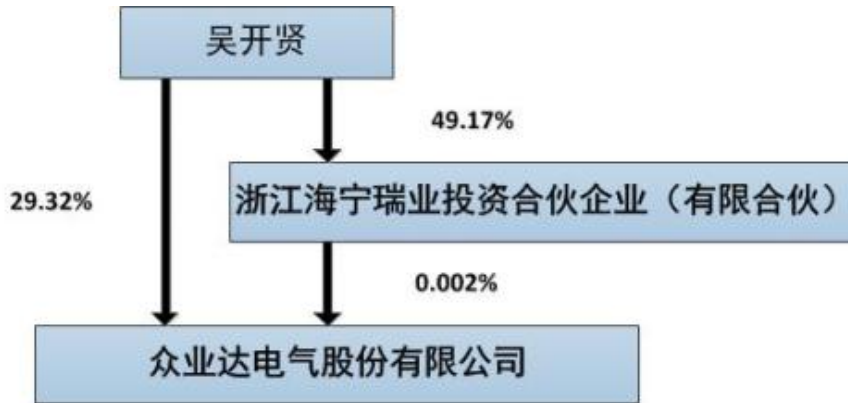 吴开贤
49.17%
29.32%
浙江海宁瑞业投资合伙企业（有限合伙）
0.002%
众业达电气股份有限公司